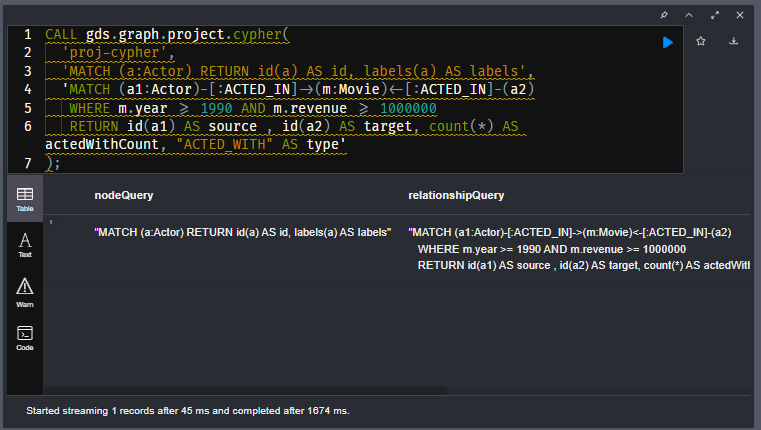 1 CALL gds.graph.project.cypher(
2 'proj-cypher',
3 'MATCH (a:Actor) RETURN id(a) AS id, labels(a) AS labels',
4 'MATCH (a1:Actor)-[:ACTED_IN]→(m:Movie)←[:ACTED_IN]-(a2)
5 WHERE m.year ⩾ 1990 AND m.revenue ⩾ 1000000
6 RETURN id(a1) AS source , id(a2) AS target, count(*) AS
actedWithCount, "ACTED_WITH" AS type'
7 );
nodeQuery relationshipQuery
Table
1
"MATCH (a:Actor) RETURN id(a) AS id, labels(a) AS labels" "MATCH (a1:Actor)-[:ACTED_IN]->(m:Movie)<-[:ACTED_IN]-(a2)
WHERE m.year >= 1990 AND m.revenue >= 1000000
RETURN id(a1) AS source , id(a2) AS target, count(*) AS actedWith
Text
Warn
Code
Started streaming 1 records after 45 ms and completed after 1674 ms.